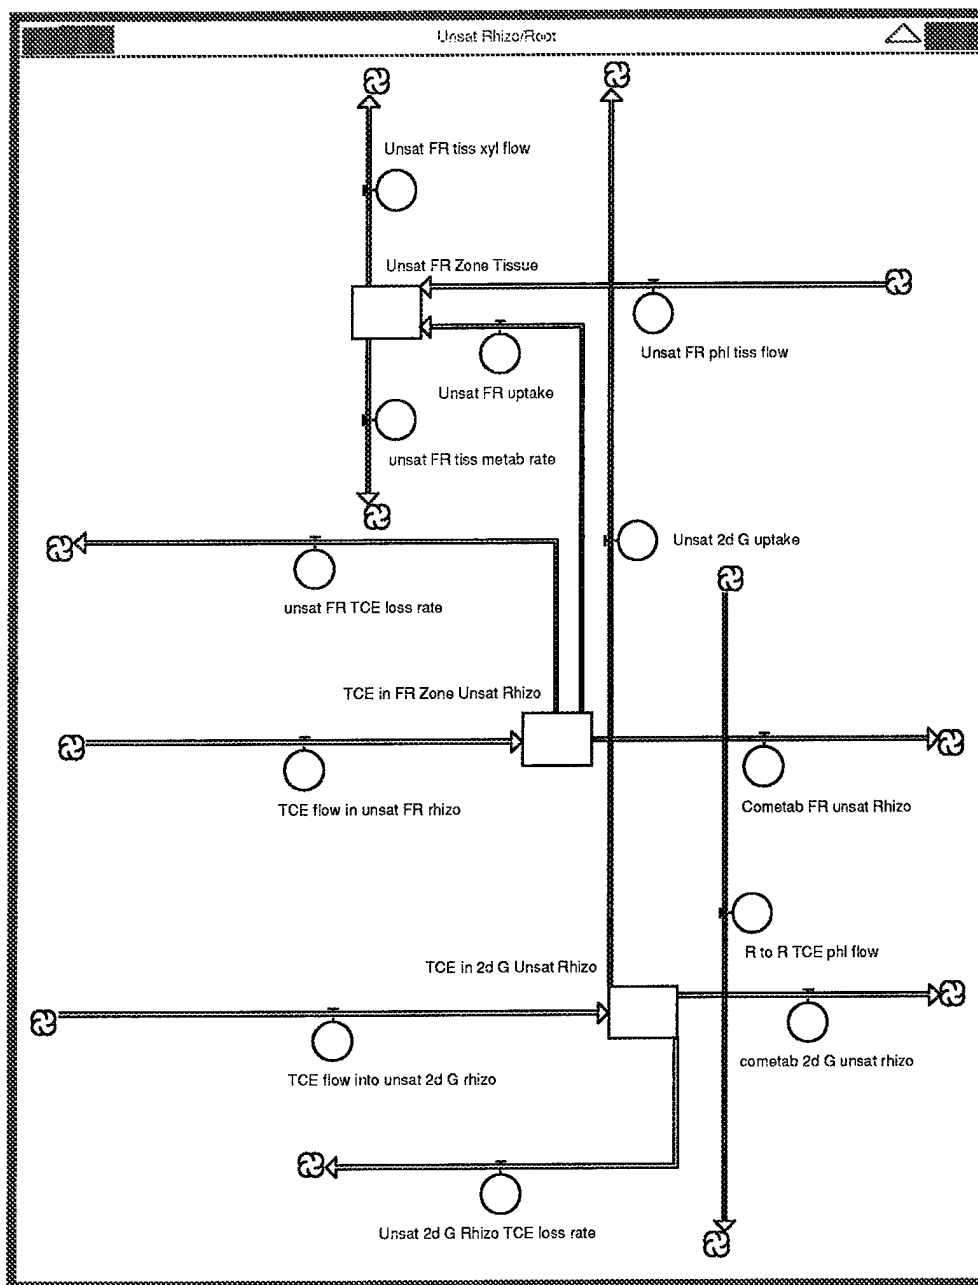 Unsat Rhizo/Root
Unsat FR tiss xyl flow
Unsat FR Zone Tissue
Unsat FR phl tiss flow
Unsat FR uptake
unsat FR tiss metab rate
Unsat 2d G uptake
unsat FR TCE loss rate
TCE in FR Zone Unsat Rhizo
TCE flow in unsat FR rhizo
Cometab FR unsat Rhizo
R to R TCE phl flow
TCE in 2d G Unsat Rhizo
cometab 2d G unsat rhizo
TCE flow into unsat 2d G rhizo
Unsat 2d G Rhizo TCE loss rate